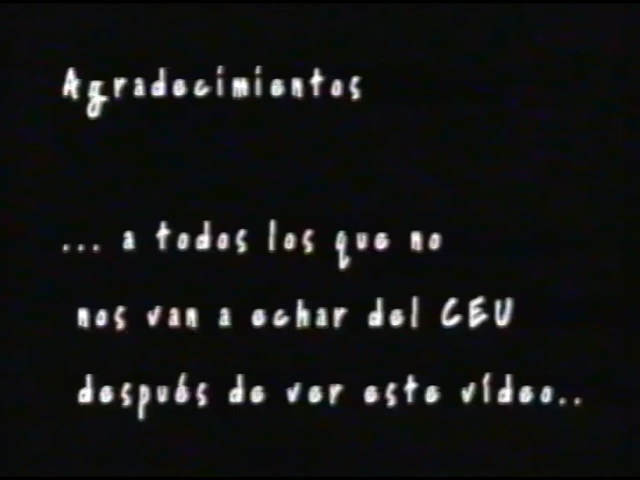 Agradecimientos
... a todos los que no
nos van a echar del CEU
después de ver este vídeo..